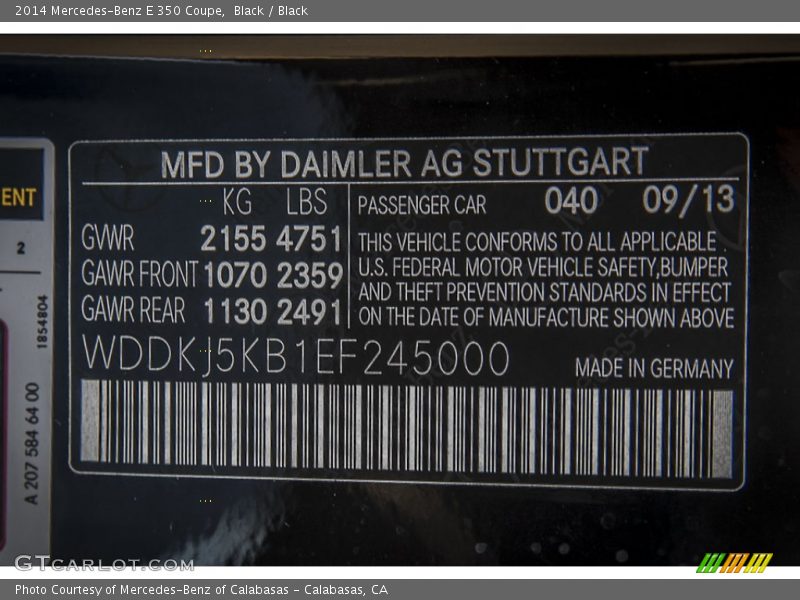 2014 Mercedes-Benz E 350 Coupe,  Black / Black
MFD BY DAIMLER AG STUTTGART
KG LBS
GVWR 2155 4751
GAWR FRONT 1070 2359
GAWR REAR 1130 2491
PASSENGER CAR 040 09/13
THIS VEHICLE CONFORMS TO ALL APPLICABLE
U.S. FEDERAL MOTOR VEHICLE SAFETY,BUMPER
AND THEFT PREVENTION STANDARDS IN EFFECT
ON THE DATE OF MANUFACTURE SHOWN ABOVE
WDDKJ5KB1EF245000
MADE IN GERMANY
ENT
2
1854804
A 207 584 64 00
GTCARLOT.COM
Photo Courtesy of Mercedes-Benz of Calabasas - Calabasas, CA